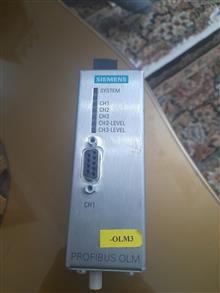 SIEMENS
SYSTEM
CH1
CH2
CH3
CH2-LEVEL
CH3-LEVEL
CH1
-OLM3
PROFIBUS OLM